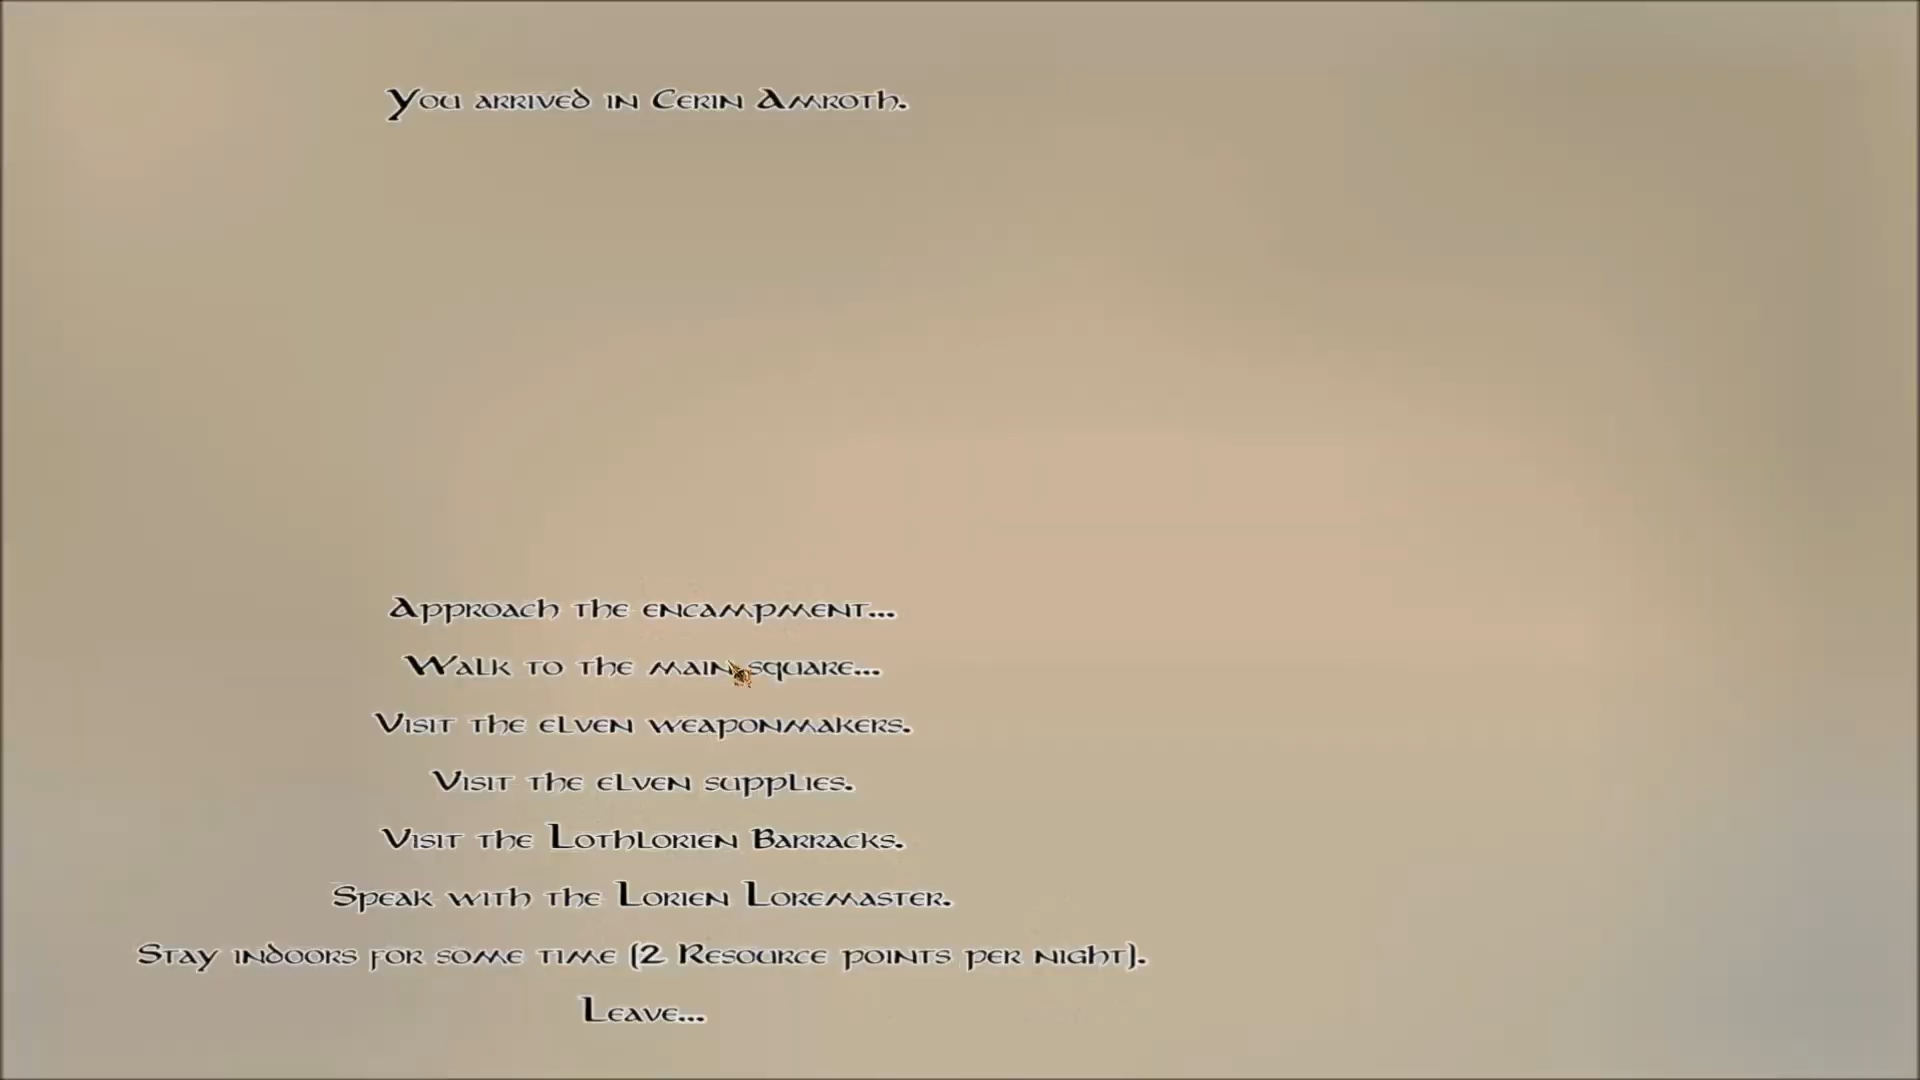 You arrived in Cerin Amroth.
Approach the encampment...
Walk to the main square...
Visit the elven weaponmakers.
Visit the elven supplies.
Visit the Lothlorien Barracks.
Speak with the Lorien Loremaster.
Stay indoors for some time (2 Resource points per night).
Leave...